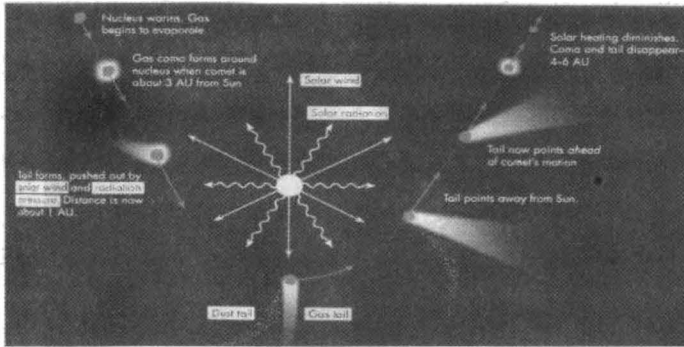 Nucleus warms. Gas
begins to evaporate
Gas coma forms around
nucleus when comet is
about 3 AU from Sun
Tail forms, pushed out by
solar wind and radiation
pressure. Distance is now
about 1 AU.
Solar wind
Solar radiation
Dust tail
Gas tail
Solar heating diminishes.
Coma and tail disappear—
4–6 AU
Tail now points ahead
of comet's motion
Tail points away from Sun.